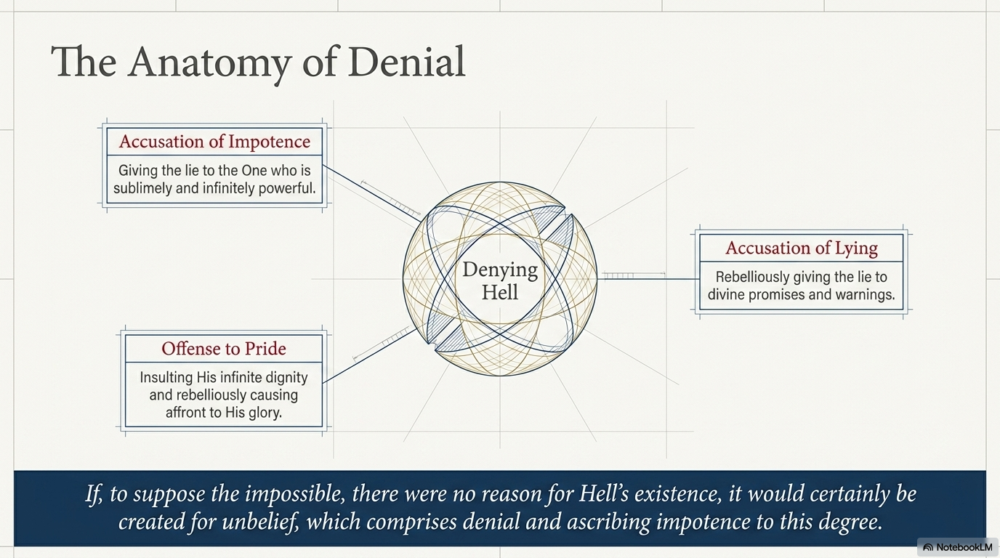 The Anatomy of Denial
Accusation of Impotence
Giving the lie to the One who is
sublimely and infinitely powerful.
Denying
Hell
Accusation of Lying
Rebelliously giving the lie to
divine promises and warnings.
Offense to Pride
Insulting His infinite dignity
and rebelliously causing
affront to His glory.
If, to suppose the impossible, there were no reason for Hell’s existence, it would certainly be
created for unbelief, which comprises denial and ascribing impotence to this degree.
NotebookLM